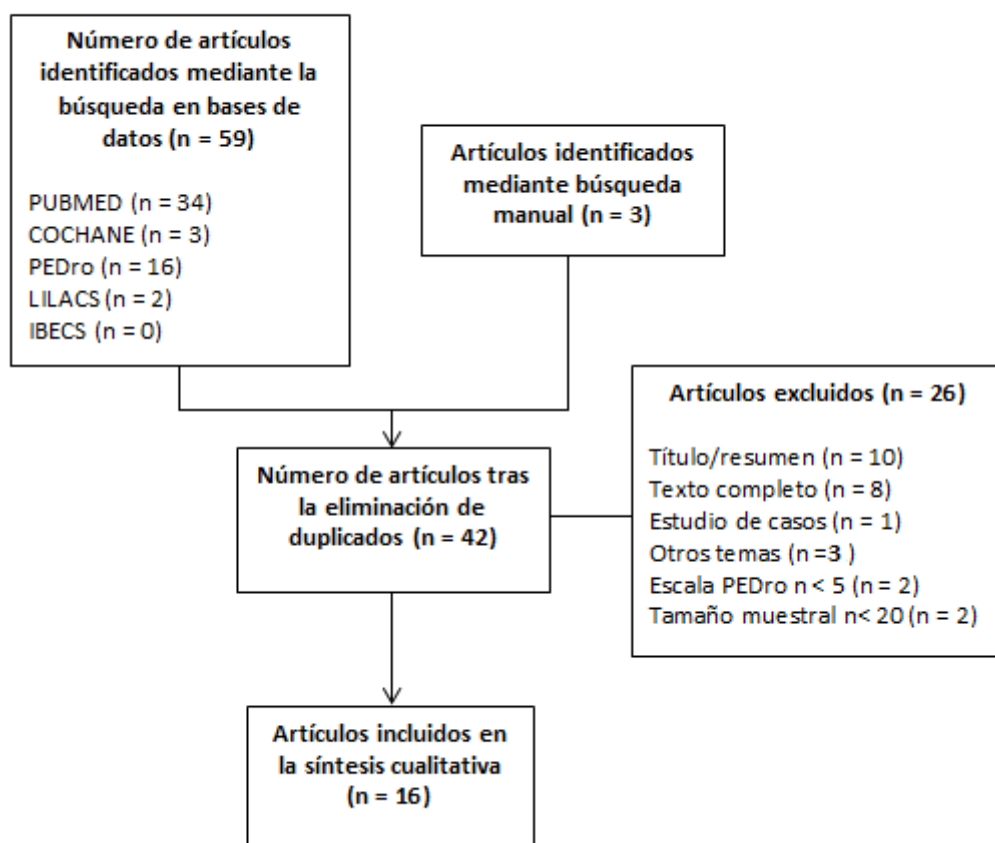 Número de artículos
identificados mediante la
búsqueda en bases de
datos (n = 59)
PUBMED (n = 34)
COCHANE (n = 3)
PEDro (n = 16)
LILACS (n = 2)
IBECS (n = 0)
Artículos identificados
mediante búsqueda
manual (n = 3)
Número de artículos tras
la eliminación de
duplicados (n = 42)
Artículos excluidos (n = 26)
Título/resumen (n = 10)
Texto completo (n = 8)
Estudio de casos (n = 1)
Otros temas (n =3 )
Escala PEDro n < 5 (n = 2)
Tamaño muestral n< 20 (n = 2)
Artículos incluidos en
la síntesis cualitativa
(n = 16)